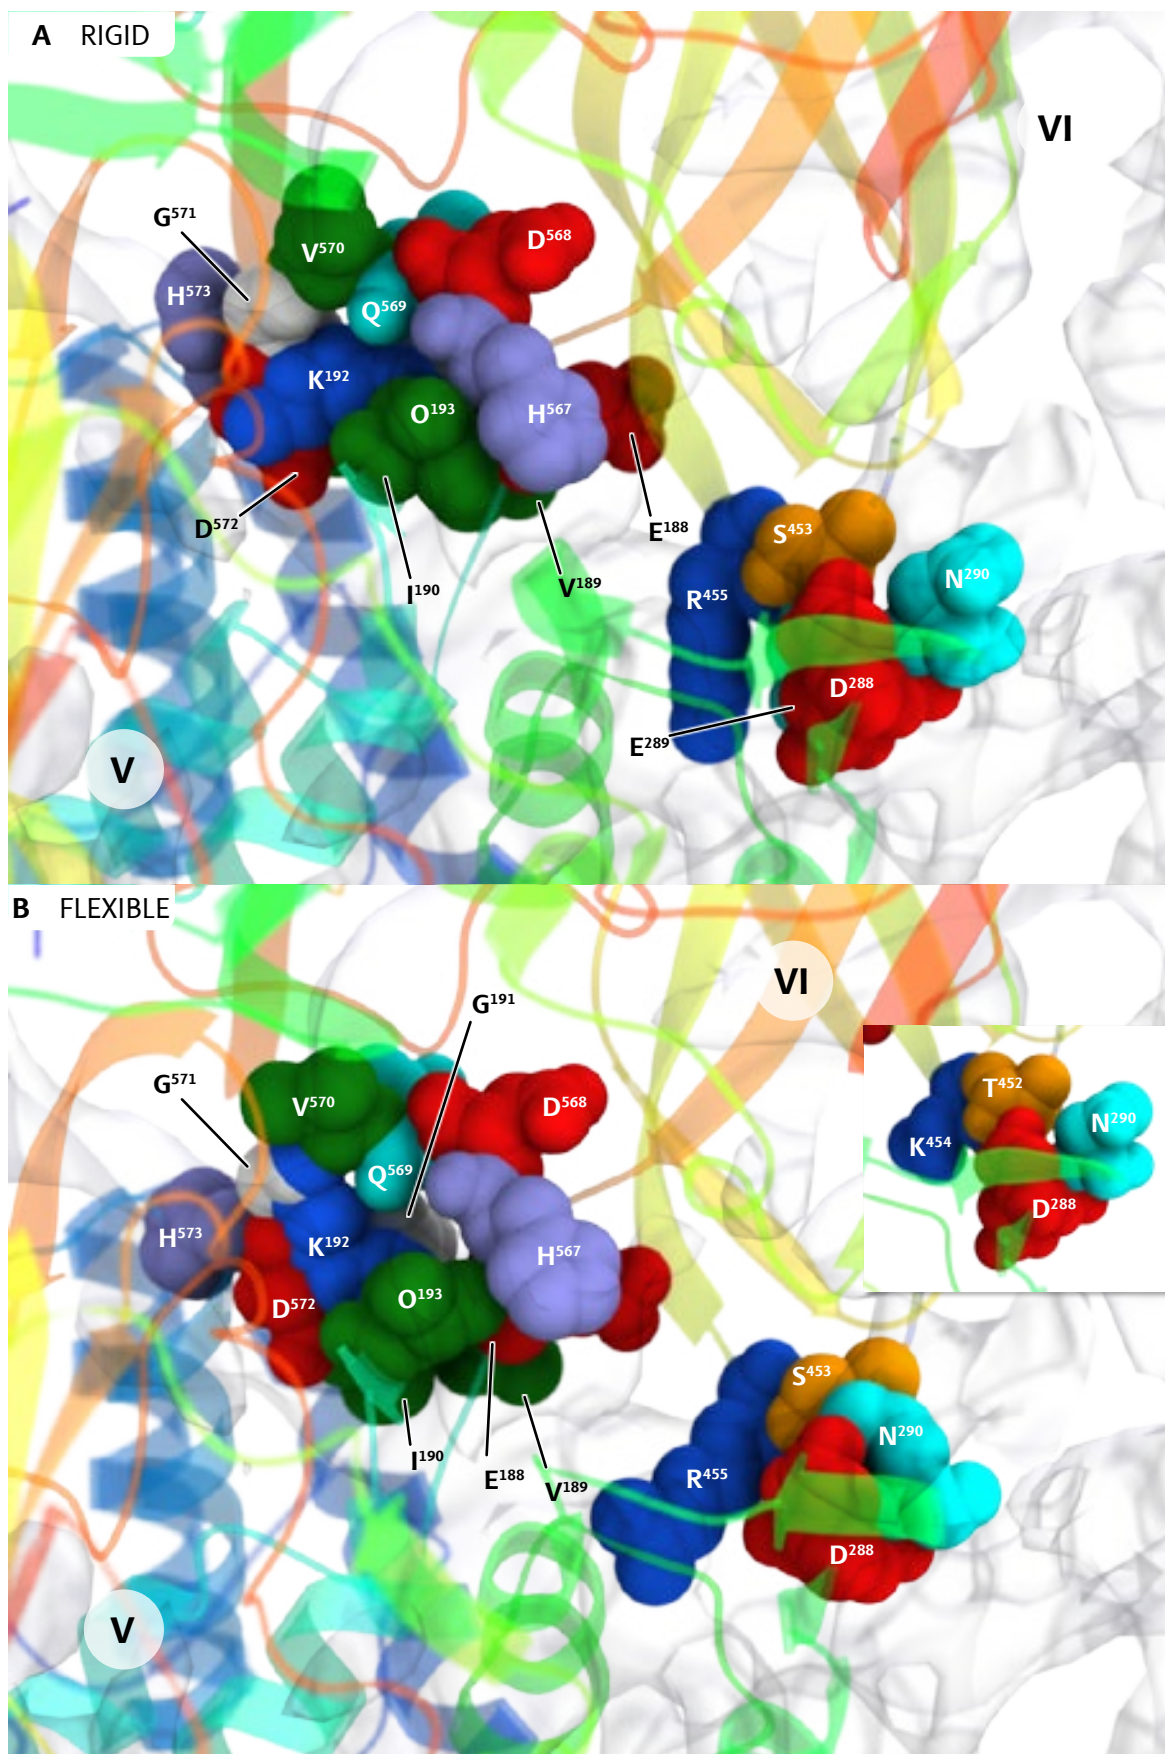 A RIGID
VI
G571
V570
D568
H573
Q569
K192
O193
H567
D572
E188
I190
V189
S453
N290
R455
D288
E289
V
B FLEXIBLE
VI
G191
G571
V570
D568
T452
N290
K454
Q569
D288
H573
K192
H567
O193
D572
S453
N290
I190
E188
V189
R455
D288
V